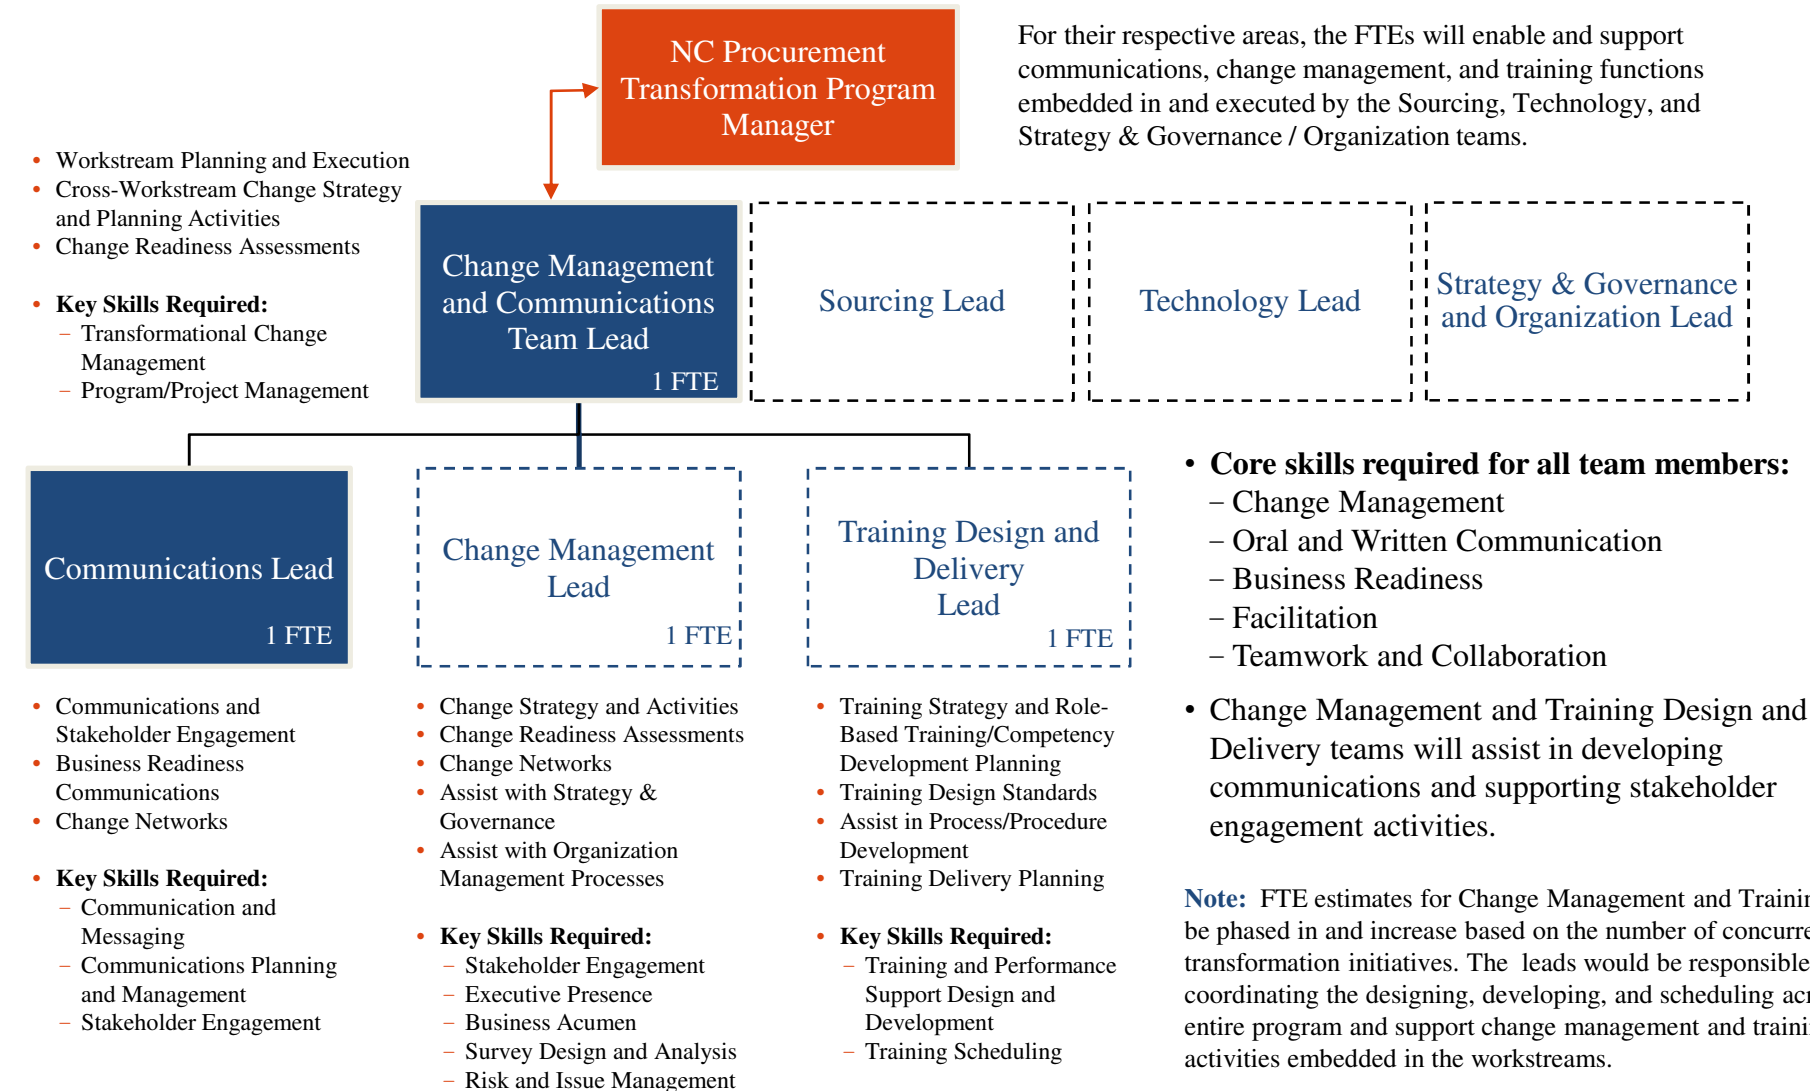 NC Procurement
Transformation Program
Manager
For their respective areas, the FTEs will enable and support
communications, change management, and training functions
embedded in and executed by the Sourcing, Technology, and
Strategy & Governance / Organization teams.
• Workstream Planning and Execution
• Cross-Workstream Change Strategy
and Planning Activities
• Change Readiness Assessments
• Key Skills Required:
– Transformational Change
Management
– Program/Project Management
Change Management
and Communications
Team Lead
1 FTE
Sourcing Lead
Technology Lead
Strategy & Governance
and Organization Lead
Communications Lead
1 FTE
Change Management
Lead
1 FTE
Training Design and
Delivery
Lead
1 FTE
• Core skills required for all team members:
– Change Management
– Oral and Written Communication
– Business Readiness
– Facilitation
– Teamwork and Collaboration
• Change Management and Training Design and
Delivery teams will assist in developing
communications and supporting stakeholder
engagement activities.
• Communications and
Stakeholder Engagement
• Business Readiness
Communications
• Change Networks
• Key Skills Required:
– Communication and
Messaging
– Communications Planning
and Management
– Stakeholder Engagement
• Change Strategy and Activities
• Change Readiness Assessments
• Change Networks
• Assist with Strategy &
Governance
• Assist with Organization
Management Processes
• Key Skills Required:
– Stakeholder Engagement
– Executive Presence
– Business Acumen
– Survey Design and Analysis
– Risk and Issue Management
• Training Strategy and Role-
Based Training/Competency
Development Planning
• Training Design Standards
• Assist in Process/Procedure
Development
• Training Delivery Planning
• Key Skills Required:
– Training and Performance
Support Design and
Development
– Training Scheduling
Note: FTE estimates for Change Management and
be phased in and increase based on the number of
transformation initiatives. The leads would be responsible
coordinating the designing, developing, and scheduling
entire program and support change management and
activities embedded in the workstreams.